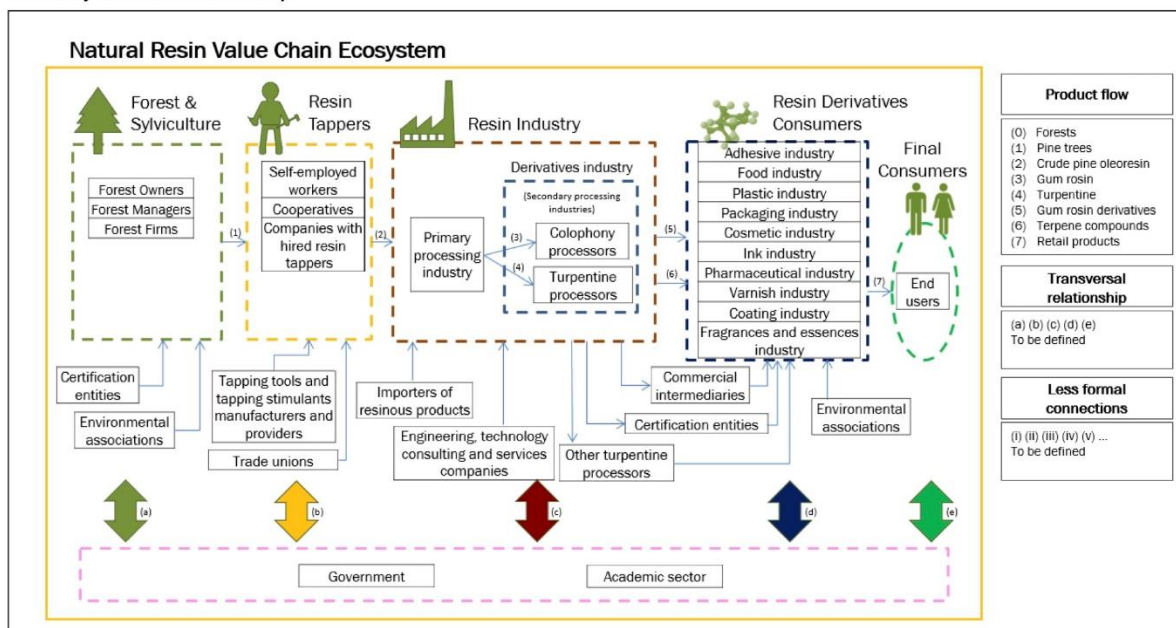 Natural Resin Value Chain Ecosystem
Forest &
Sylviculture
Forest Owners
Forest Managers
Forest Firms
(1)
Resin
Tappers
Self-employed
workers
Cooperatives
Companies with
hired resin
tappers
(2)
Resin Industry
Derivatives industry
(Secondary processing
industries)
Primary
processing
industry
(3)
Colophony
processors
(4)
Turpentine
processors
(5)
(6)
Resin Derivatives
Consumers
Adhesive industry
Food industry
Plastic industry
Packaging industry
Cosmetic industry
Ink industry
Pharmaceutical industry
Varnish industry
Coating industry
Fragrances and essences
industry
(7)
Final
Consumers
End
users
Certification
entities
Environmental
associations
Tapping tools and
tapping stimulants
manufacturers and
providers
Trade unions
Importers of
resinous products
Engineering, technology
consulting and services
companies
Commercial
intermediaries
Certification entities
Other turpentine
processors
Environmental
associations
(a)
(b)
(c)
(d)
(e)
Government
Academic sector
Product flow
(0) Forests
(1) Pine trees
(2) Crude pine oleoresin
(3) Gum rosin
(4) Turpentine
(5) Gum rosin derivatives
(6) Terpene compounds
(7) Retail products
Transversal
relationship
(a) (b) (c) (d) (e)
To be defined
Less formal
connections
(i) (ii) (iii) (iv) (v) ...
To be defined